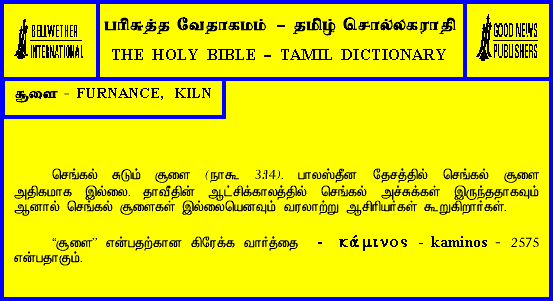 BELLWETHER
INTERNATIONAL
பரிசுத்த வேதாகமம் – தமிழ் சொல்லகராதி
THE HOLY BIBLE – TAMIL DICTIONARY
GOOD NEWS
PUBLISHERS
சூளை - FURNANCE, KILN
செங்கல் சுடும் சூளை (நாகூ 3:14). பாலஸ்தீன தேசத்தில் செங்கல் சூளை
அதிகமாக இல்லை. தாவீதின் ஆட்சிக்காலத்தில் செங்கல் அச்சுக்கள் இருந்ததாகவும்
ஆனால் செங்கல் சூளைகள் இல்லையெனவும் வரலாற்று ஆசிரியர்கள் கூறுகிறார்கள்.
“சூளை” என்பதற்கான கிரேக்க வார்த்தை - κάμινος - kaminos - 2575
என்பதாகும்.